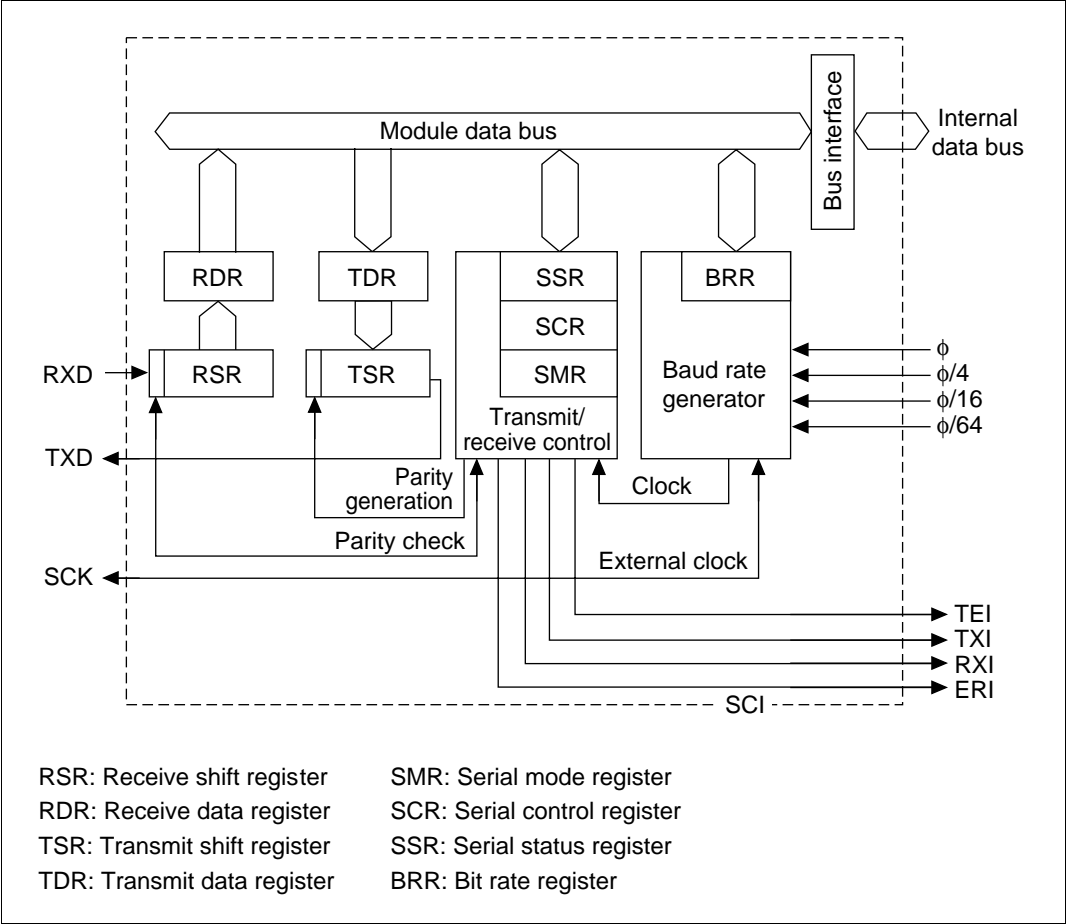 Module data bus
Bus interface
Internal
data bus
RDR
TDR
SSR
BRR
SCR
RXD
RSR
TSR
SMR
Baud rate
generator
ϕ
ϕ/4
ϕ/16
ϕ/64
Transmit/
receive control
TXD
Parity
generation
Clock
Parity check
External clock
SCK
TEI
TXI
RXI
ERI
SCI
RSR: Receive shift register
RDR: Receive data register
TSR: Transmit shift register
TDR: Transmit data register
SMR: Serial mode register
SCR: Serial control register
SSR: Serial status register
BRR: Bit rate register